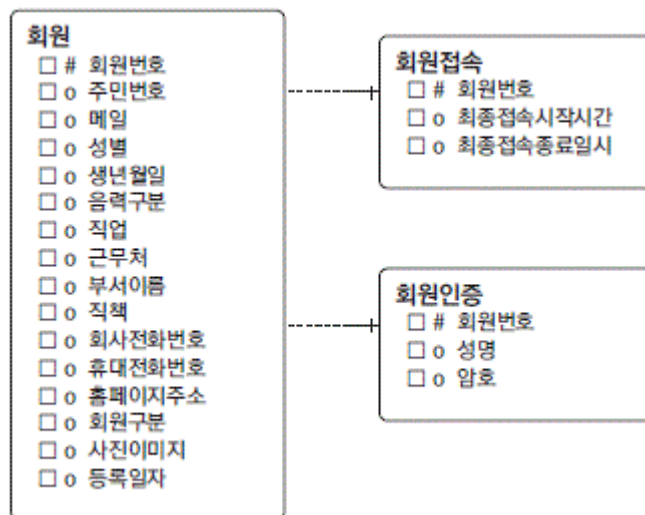 회원
□ # 회원번호
□ o 주민번호
□ o 메일
□ o 성별
□ o 생년월일
□ o 음력구분
□ o 직업
□ o 근무처
□ o 부서이름
□ o 직책
□ o 회사전화번호
□ o 휴대전화번호
□ o 홈페이지주소
□ o 회원구분
□ o 사진이미지
□ o 등록일자
회원접속
□ # 회원번호
□ o 최종접속시작시간
□ o 최종접속종료일시
회원인증
□ # 회원번호
□ o 성명
□ o 암호